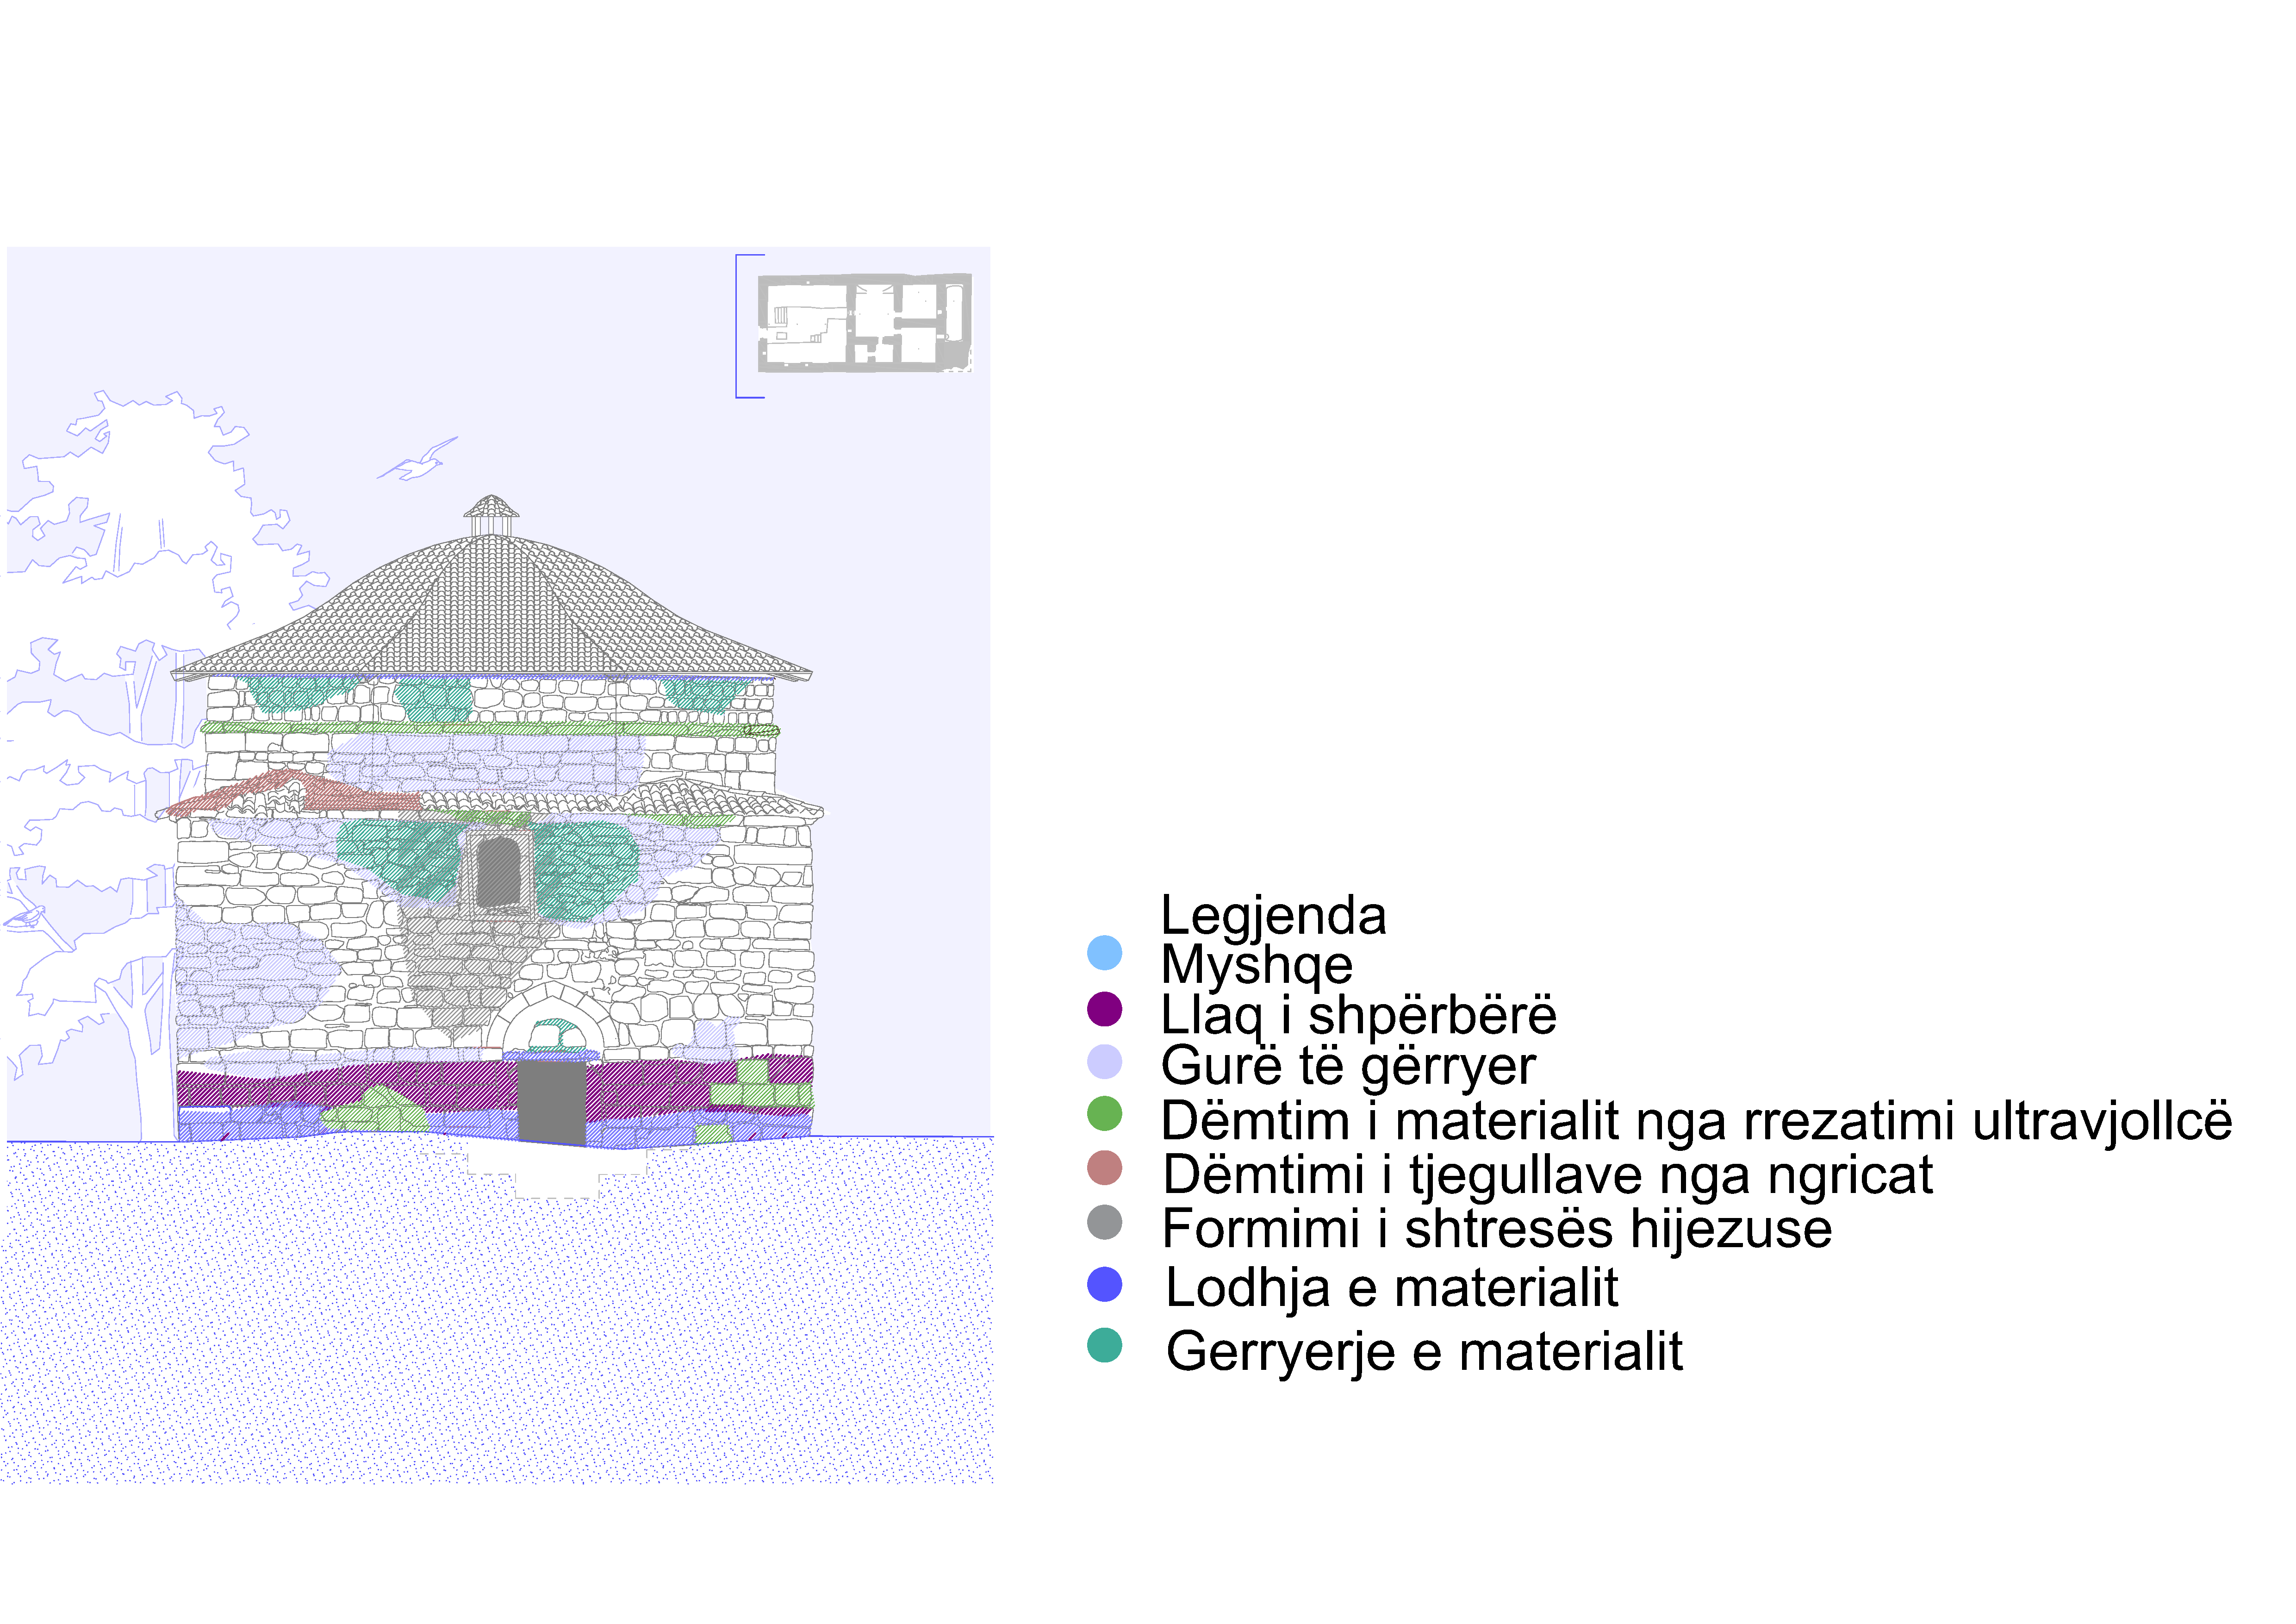 Legjenda
Myshqe
Llaq i shpërbërë
Gurë të gërryer
Dëmtim i materialit nga rrezatimi ultravjollcë
Dëmtimi i tjegullave nga ngricat
Formimi i shtresës hijezuse
Lodhja e materialit
Gerryerje e materialit